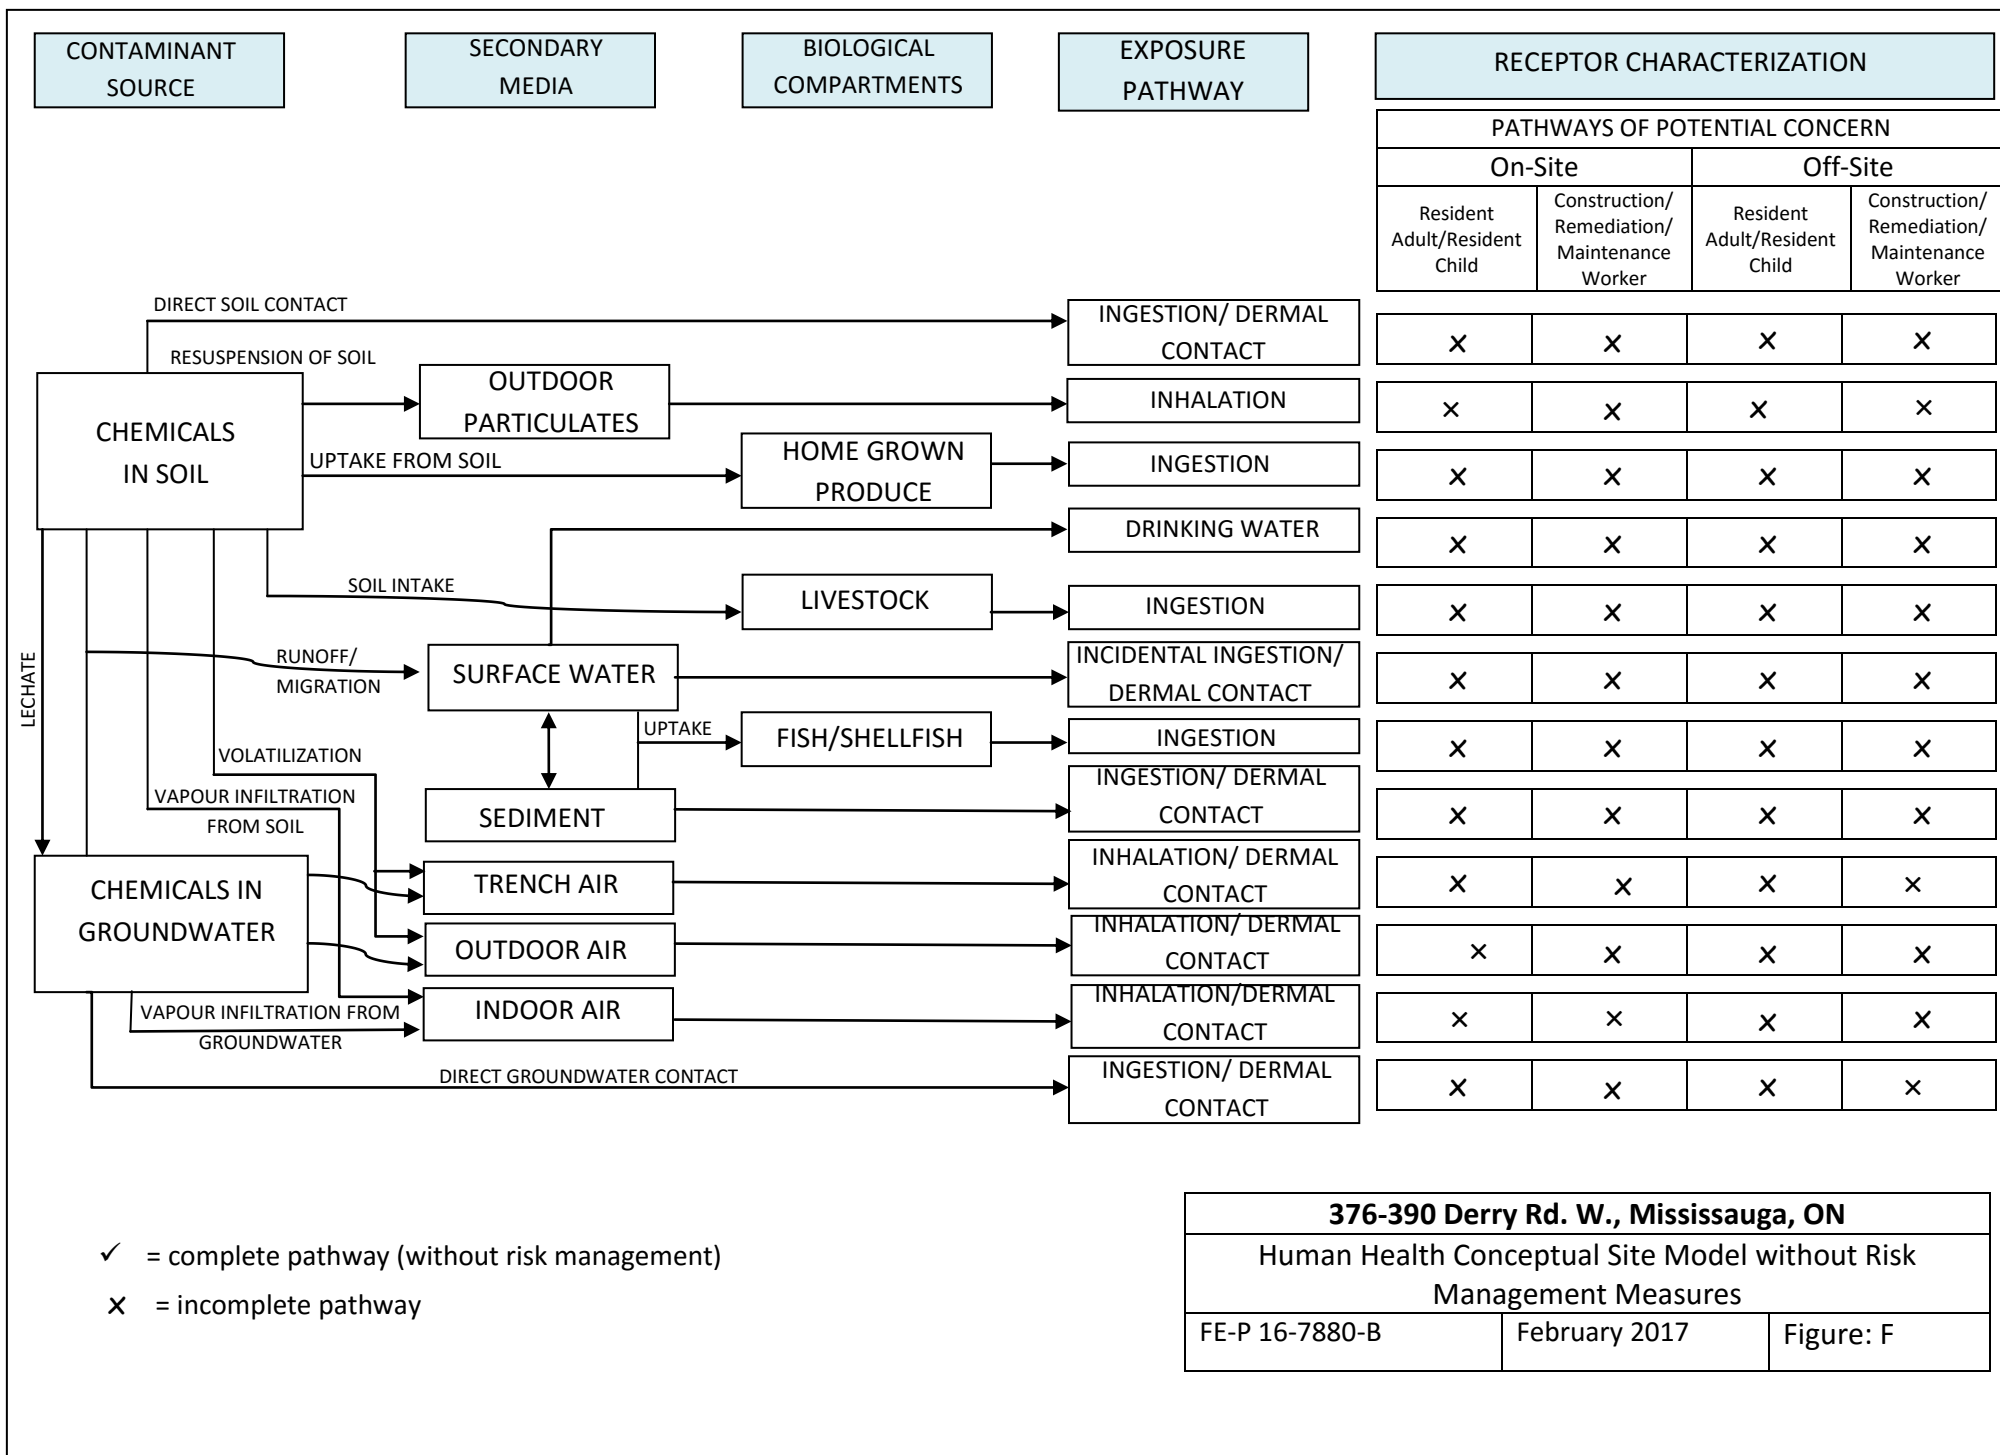 CONTAMINANT
SOURCE
SECONDARY
MEDIA
BIOLOGICAL
COMPARTMENTS
EXPOSURE
PATHWAY
RECEPTOR CHARACTERIZATION
PATHWAYS OF POTENTIAL CONCERN
On-Site
Off-Site
Resident
Adult/Resident
Child
Construction/
Remediation/
Maintenance
Worker
Resident
Adult/Resident
Child
Construction/
Remediation/
Maintenance
Worker
DIRECT SOIL CONTACT
INGESTION/ DERMAL
CONTACT
× × × ×
RESUSPENSION OF SOIL
CHEMICALS
IN SOIL
OUTDOOR
PARTICULATES
INHALATION
× × × ×
UPTAKE FROM SOIL
HOME GROWN
PRODUCE
INGESTION
× × × ×
DRINKING WATER
× × × ×
SOIL INTAKE
LIVESTOCK
INGESTION
× × × ×
LECHATE
RUNOFF/
MIGRATION
SURFACE WATER
INCIDENTAL INGESTION/
DERMAL CONTACT
× × × ×
UPTAKE
FISH/SHELLFISH
INGESTION
× × × ×
VOLATILIZATION
VAPOUR INFILTRATION
FROM SOIL
SEDIMENT
INGESTION/ DERMAL
CONTACT
× × × ×
CHEMICALS IN
GROUNDWATER
TRENCH AIR
INHALATION/ DERMAL
CONTACT
× × × ×
OUTDOOR AIR
INHALATION/ DERMAL
CONTACT
× × × ×
VAPOUR INFILTRATION FROM
GROUNDWATER
INDOOR AIR
INHALATION/DERMAL
CONTACT
× × × ×
DIRECT GROUNDWATER CONTACT
INGESTION/ DERMAL
CONTACT
× × × ×
✓ = complete pathway (without risk management)
× = incomplete pathway
376-390 Derry Rd. W., Mississauga, ON
Human Health Conceptual Site Model without Risk
Management Measures
FE-P 16-7880-B
February 2017
Figure: F